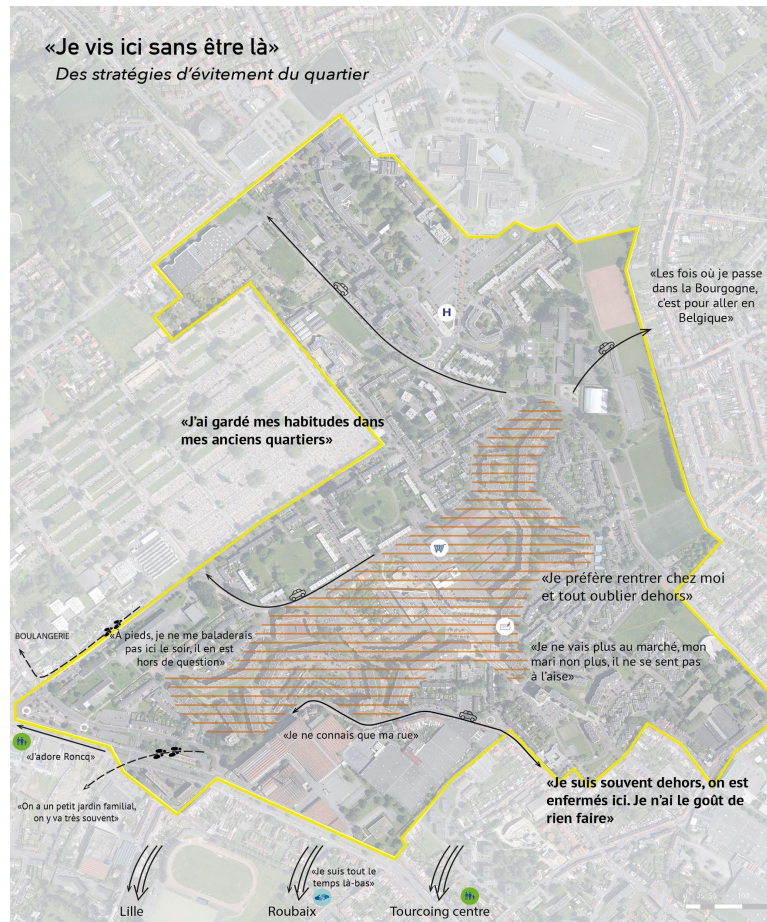 «Je vis ici sans être là»
Des stratégies d'évitement du quartier
«Les fois où je passe
dans la Bourgogne,
c'est pour aller en
Belgique»
H
«J'ai gardé mes habitudes dans
mes anciens quartiers»
«Je préfère rentrer chez moi
et tout oublier dehors»
BOULANGERIE
«À pieds, je ne me baladerais
pas ici le soir, il en est
hors de question»
«Je ne vais plus au marché, mon
mari non plus, il ne se sent pas
à l'aise»
«Je ne connais que ma rue»
«J'adore Roncq»
«Je suis souvent dehors, on est
enfermés ici. Je n'ai le goût de
rien faire»
«On a un petit jardin familial,
on y va très souvent»
«Je suis tout le
temps là-bas»
Lille
Roubaix
Tourcoing centre